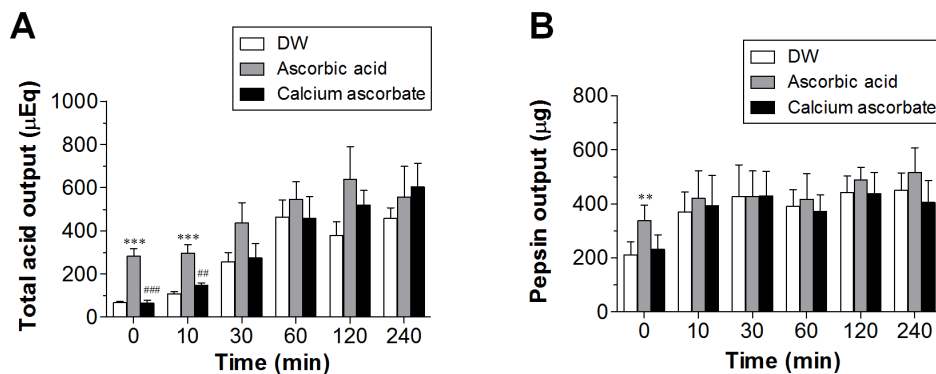 A
DW
Ascorbic acid
Calcium ascorbate
Total acid output (μEq)
1000
800
600
400
200
0
***
###
***
##
0 10 30 60 120 240
Time (min)
B
DW
Ascorbic acid
Calcium ascorbate
Pepsin output (μg)
800
600
400
200
0
**
0 10 30 60 120 240
Time (min)